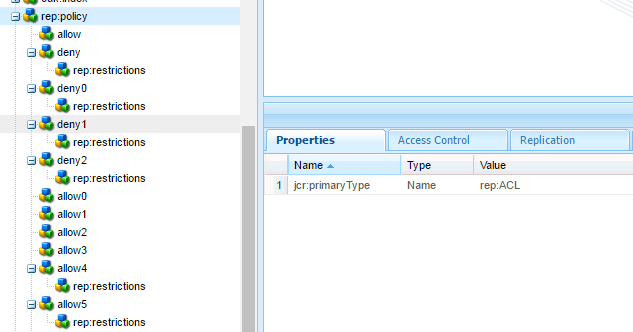 rep:policy
allow
deny
rep:restrictions
deny0
rep:restrictions
deny1
rep:restrictions
deny2
rep:restrictions
allow0
allow1
allow2
allow3
allow4
rep:restrictions
allow5
rep:restrictions
Properties Access Control Replication
Name Type Value
1 jcr:primaryType Name rep:ACL